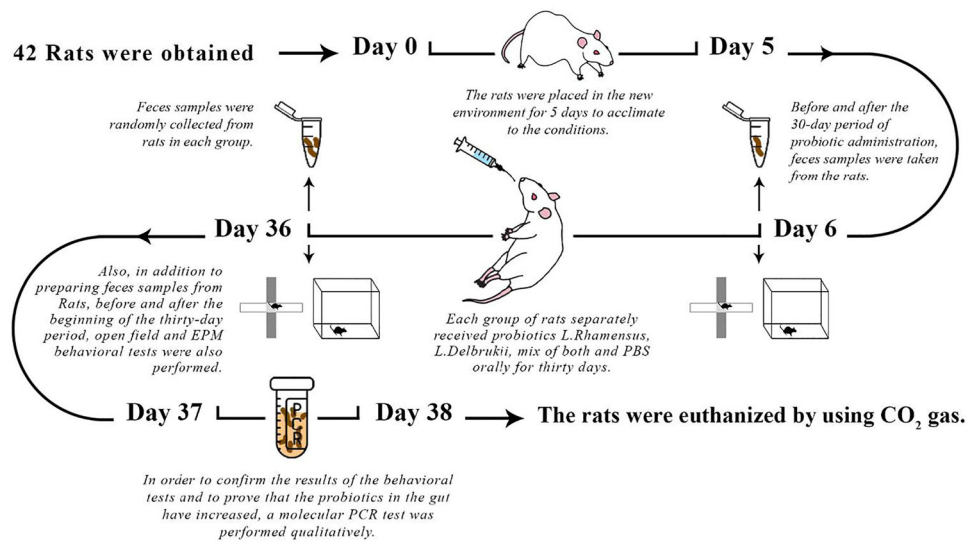 42 Rats were obtained
Day 0
Day 5
The rats were placed in the new
environment for 5 days to acclimate
to the conditions.
Feces samples were
randomly collected from
rats in each group.
Before and after the
30-day period of
probiotic administration,
feces samples were taken
from the rats.
Day 36
Day 6
Also, in addition to
preparing feces samples from
Rats, before and after the
beginning of the thirty-day
period, open field and EPM
behavioral tests were also
performed.
Each group of rats separately
received probiotics L.Rhamensus,
L.Delbrukii, mix of both and PBS
orally for thirty days.
Day 37
PCR
Day 38
The rats were euthanized by using CO₂ gas.
In order to confirm the results of the behavioral
tests and to prove that the probiotics in the gut
have increased, a molecular PCR test was
performed qualitatively.